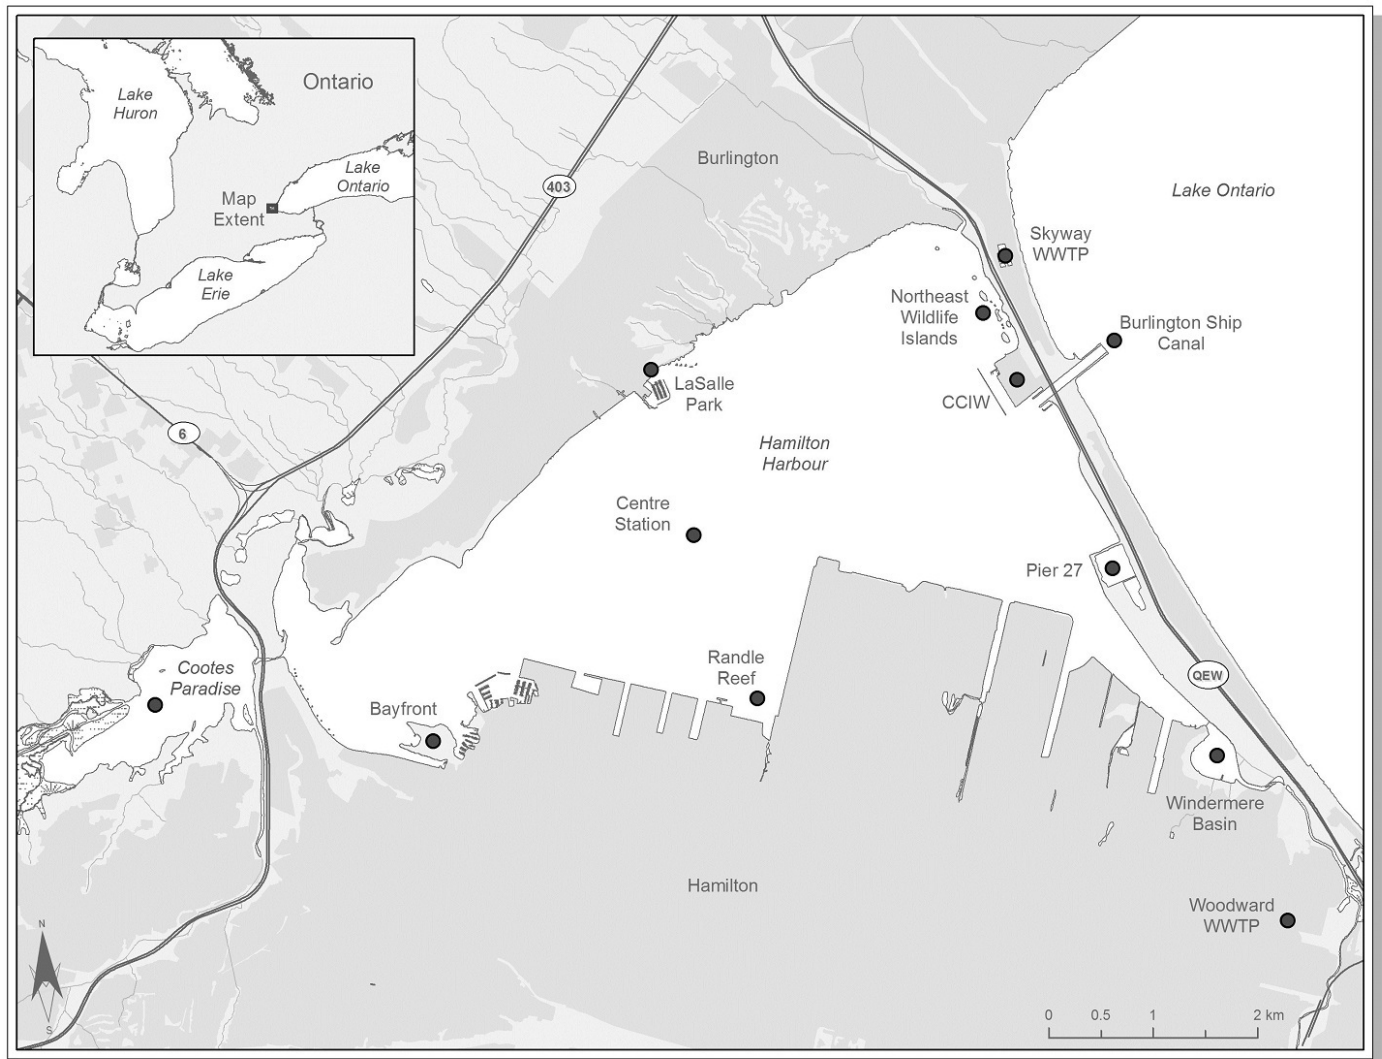 Ontario
Lake
Huron
Lake
Ontario
Map
Extent
Lake
Erie
403
Burlington
Lake Ontario
Skyway
WWTP
Northeast
Wildlife
Islands
Burlington Ship
Canal
LaSalle
Park
CCIW
6
Hamilton
Harbour
Centre
Station
Pier 27
Randle
Reef
Cootes
Paradise
QEW
Bayfront
Windermere
Basin
Hamilton
Woodward
WWTP
N
S
0 0.5 1 2 km